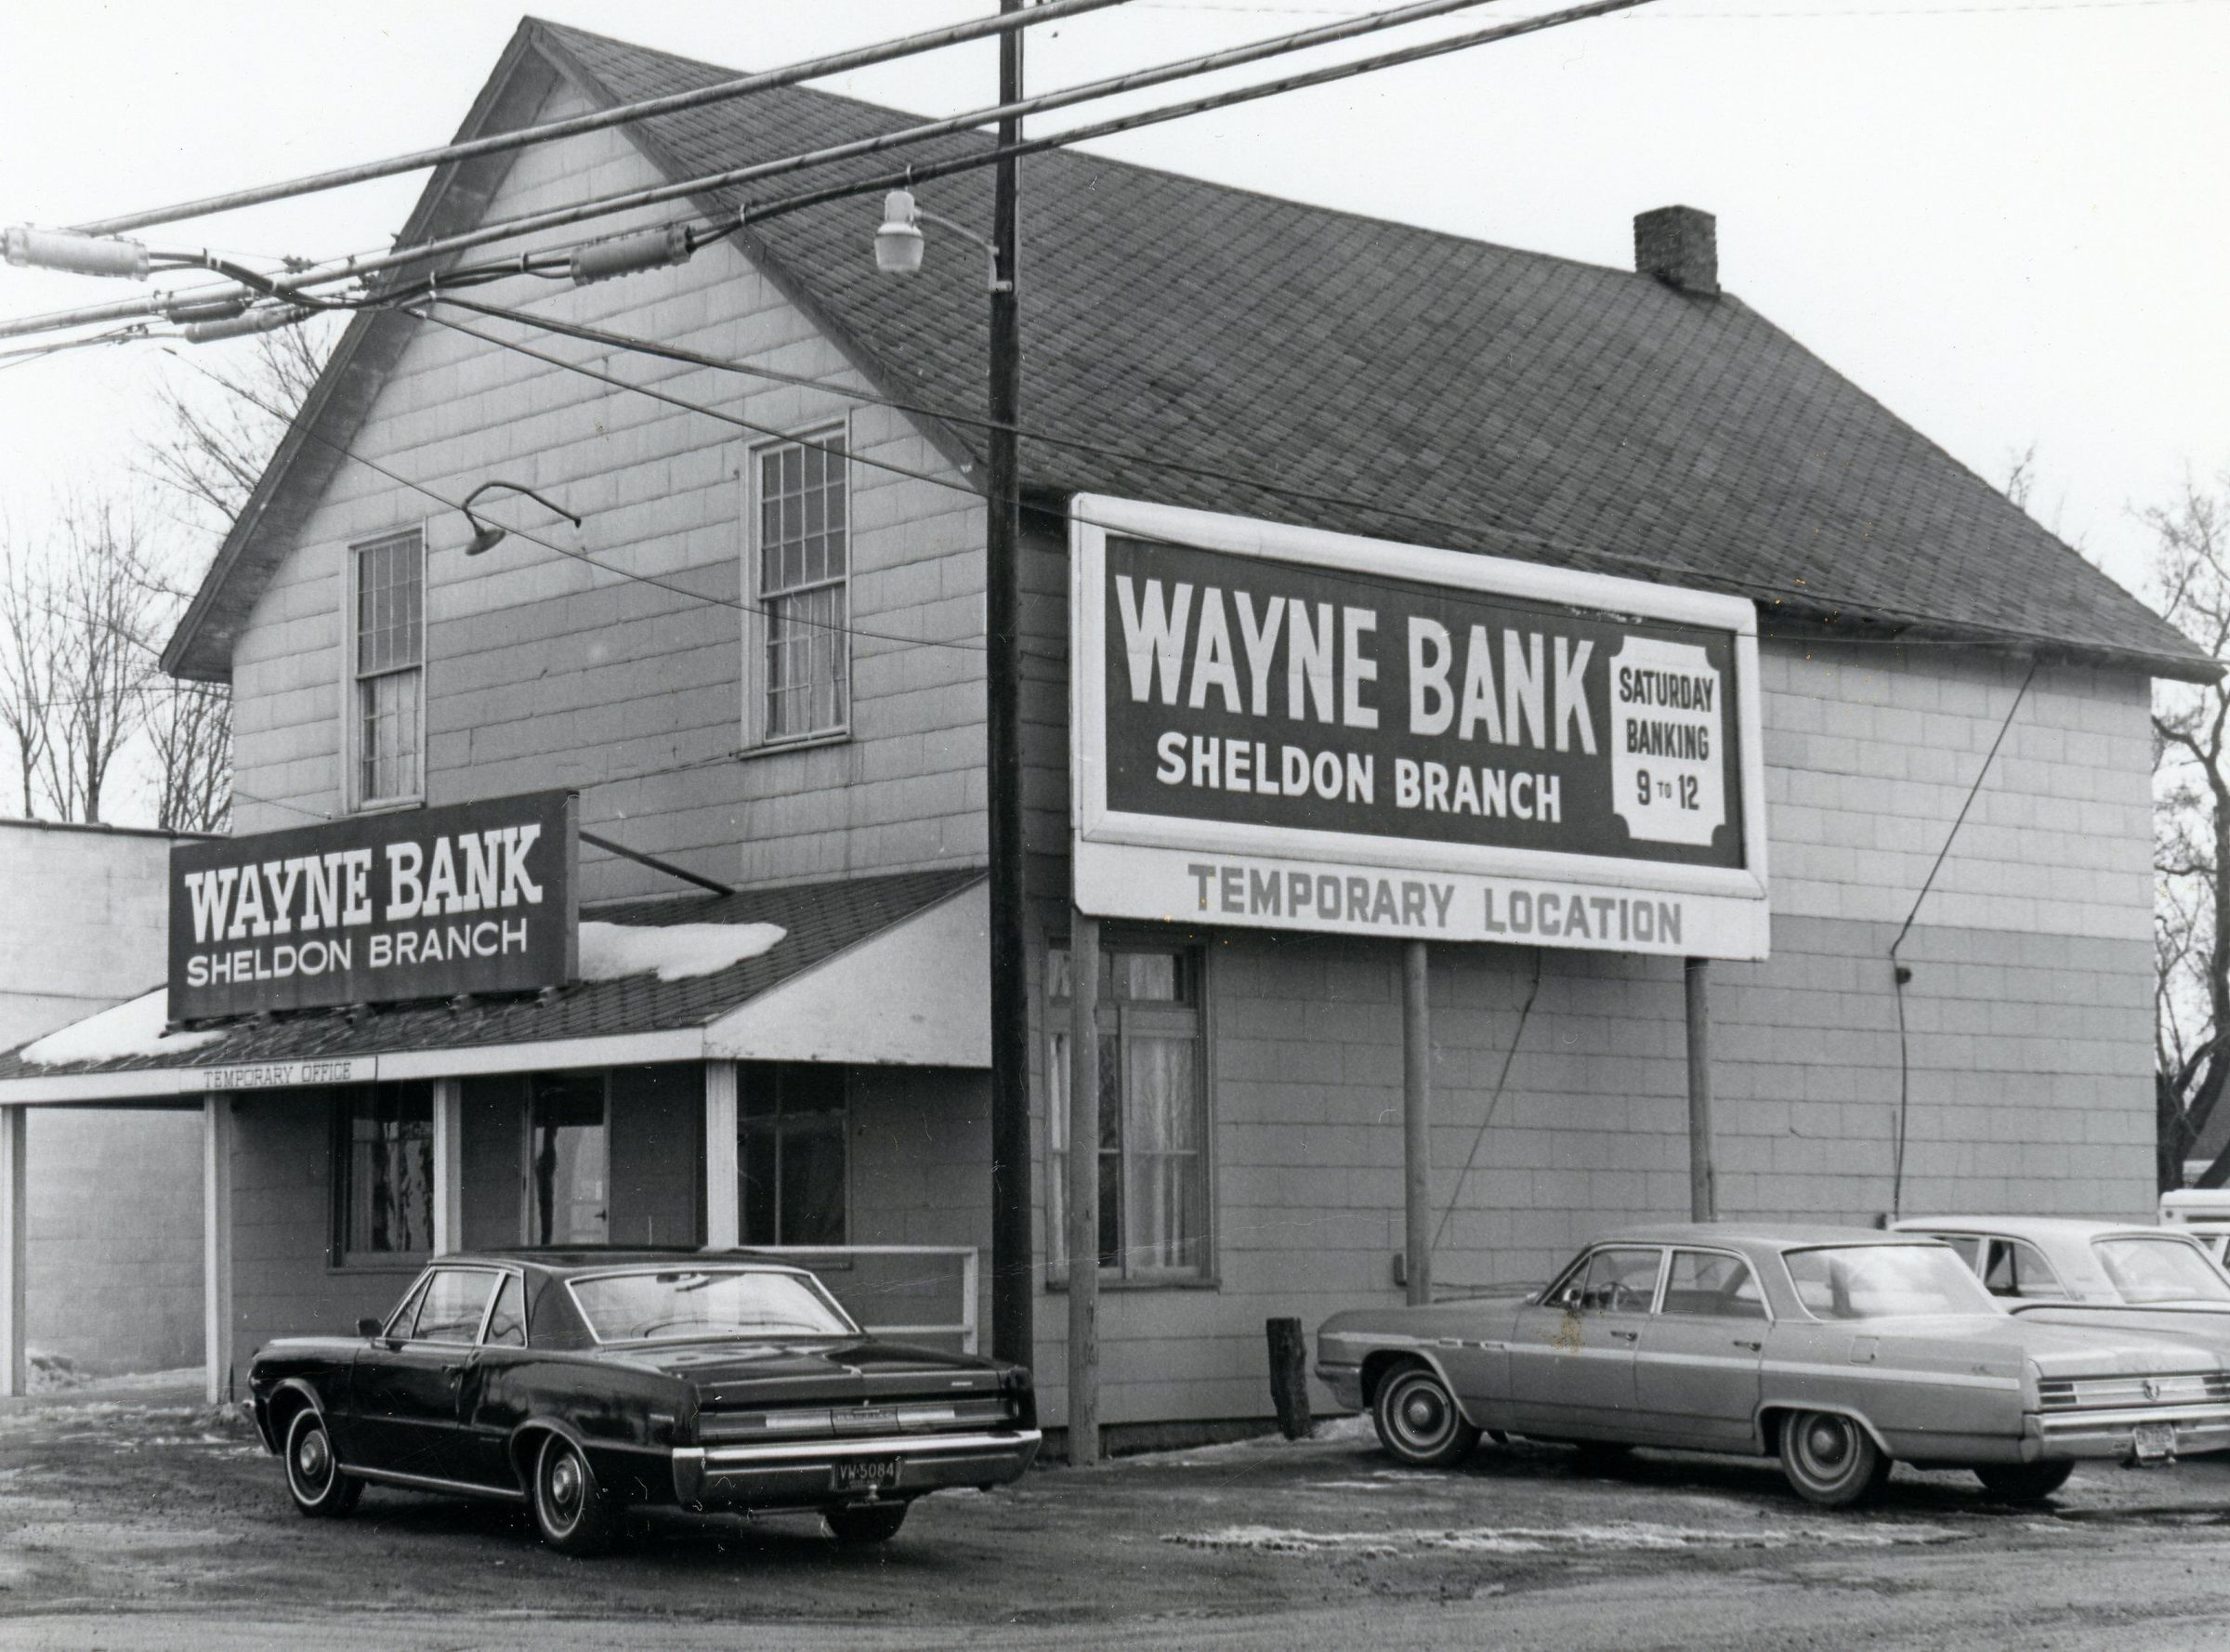 WAYNE BANK
SHELDON BRANCH
TEMPORARY OFFICE
WAYNE BANK
SHELDON BRANCH
SATURDAY
BANKING
9 TO 12
TEMPORARY LOCATION
VW·5084